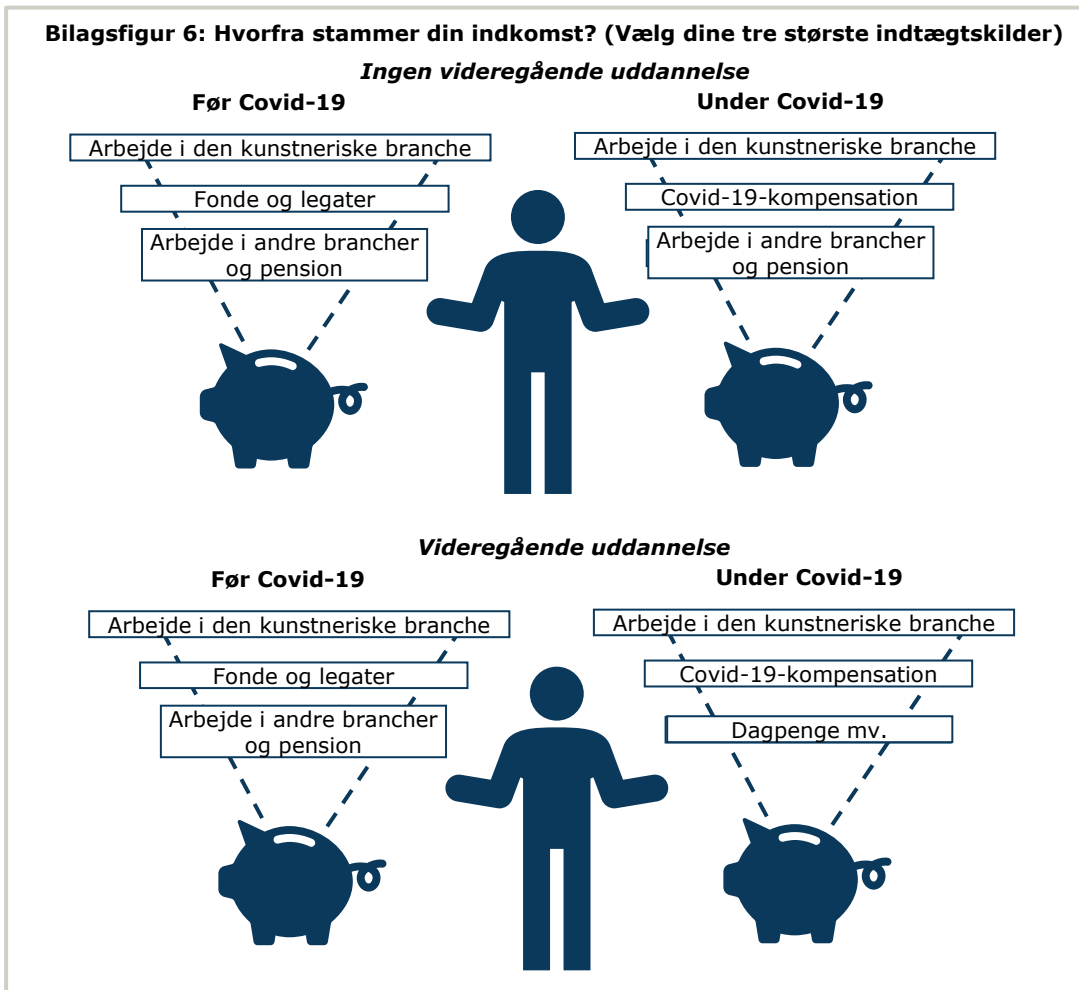 Bilagsfigur 6: Hvorfra stammer din indkomst? (Vælg dine tre største indtægtskilder)
Ingen videregående uddannelse
Før Covid-19
Under Covid-19
Arbejde i den kunstneriske branche
Arbejde i den kunstneriske branche
Fonde og legater
Covid-19-kompensation
Arbejde i andre brancher
og pension
Arbejde i andre brancher
og pension
Videregående uddannelse
Før Covid-19
Under Covid-19
Arbejde i den kunstneriske branche
Arbejde i den kunstneriske branche
Fonde og legater
Covid-19-kompensation
Arbejde i andre brancher
og pension
Dagpenge mv.